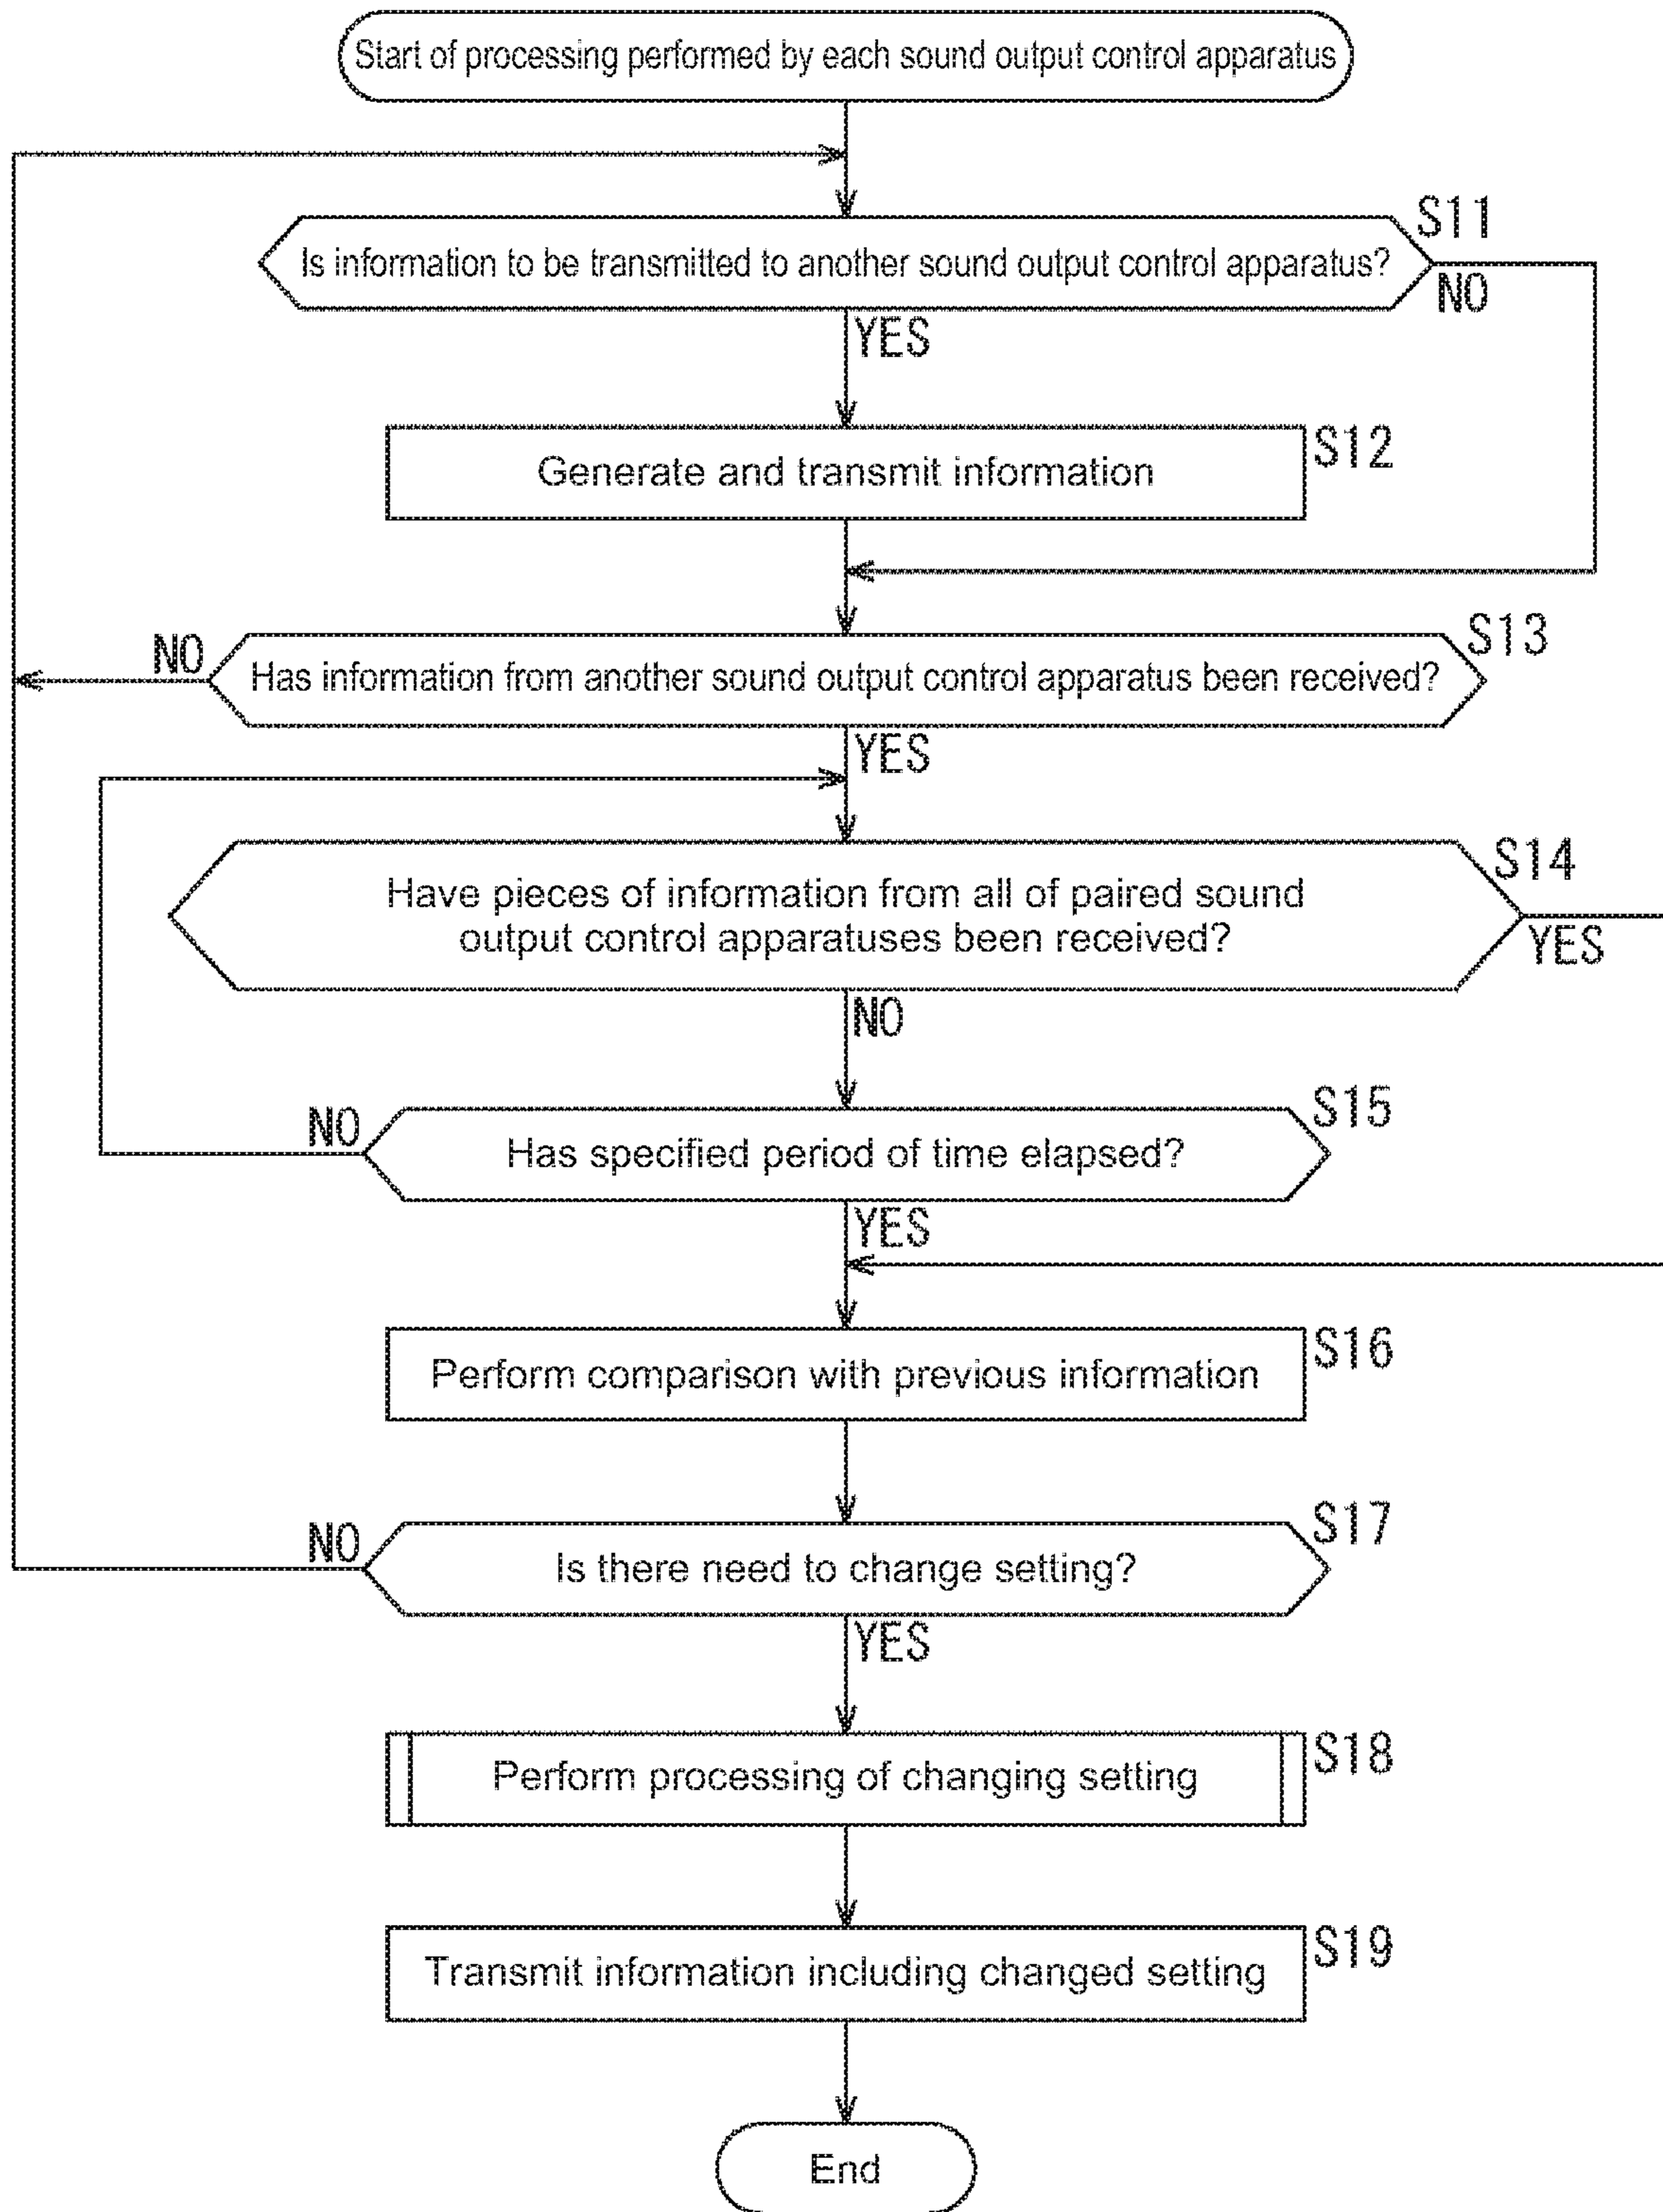 Start of processing performed by each sound output control apparatus
S11
Is information to be transmitted to another sound output control apparatus?
NO
YES
S12
Generate and transmit information
S13
NO
Has information from another sound output control apparatus been received?
YES
S14
Have pieces of information from all of paired sound
output control apparatuses been received?
YES
NO
S15
NO
Has specified period of time elapsed?
YES
S16
Perform comparison with previous information
S17
NO
Is there need to change setting?
YES
S18
Perform processing of changing setting
S19
Transmit information including changed setting
End